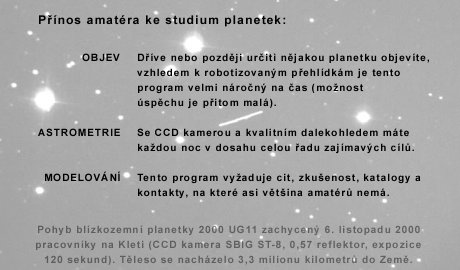 Přínos amatéra ke studium planetek:
OBJEV Dříve nebo později určiti nějakou planetku objevíte,
vzhledem k robotizovaným přehlídkám je tento
program velmi náročný na čas (možnost
úspěchu je přitom malá).
ASTROMETRIE Se CCD kamerou a kvalitním dalekohledem máte
každou noc v dosahu celou řadu zajímavých cílů.
MODELOVÁNÍ Tento program vyžaduje cit, zkušenost, katalogy a
kontakty, na které asi většina amatérů nemá.
Pohyb blízkozemní planetky 2000 UG11 zachycený 6. listopadu 2000
pracovníky na Kleti (CCD kamera SBIG ST-8, 0,57 reflektor, expozice
120 sekund). Těleso se nacházelo 3,3 milionu kilometrů do Země.